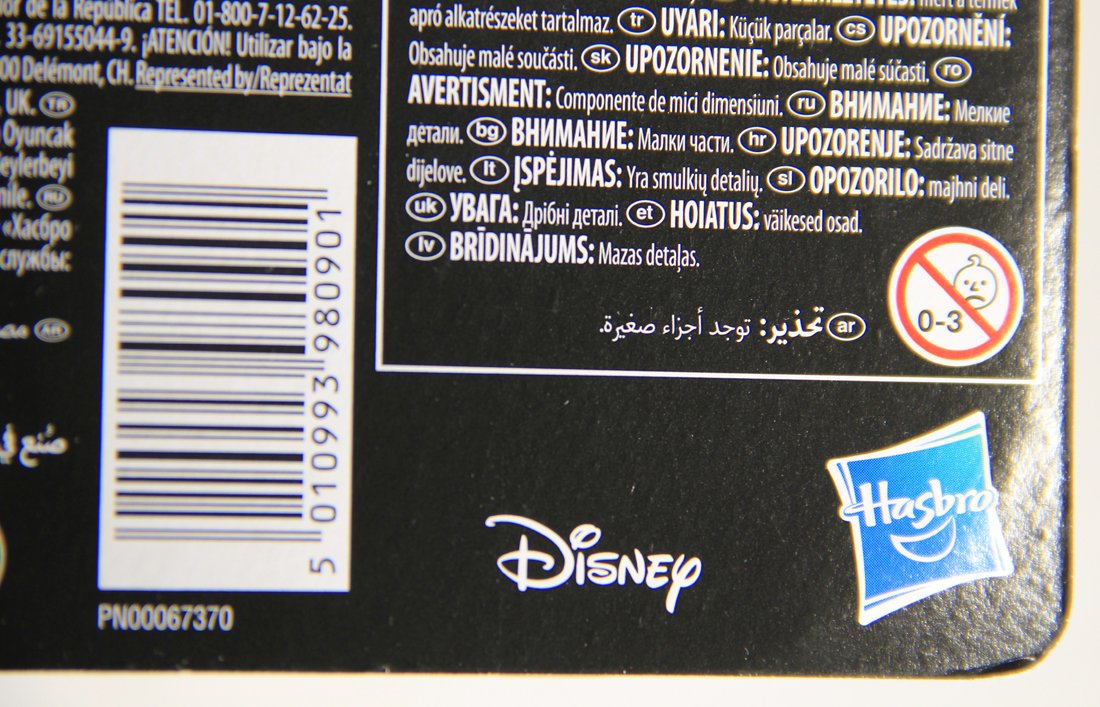 de la República TEL. 01-800-7-12-62-25.
33-69155044-9. ¡ATENCIÓN! Utilizar bajo la
00 Delémont, CH. Represented by/Reprezentat
UK. TR
Oyuncak
eylerbeyi
RU
«Хасбро
службы:
AR
صُنع في
5 010993 980901
PN00067370
apró alkatrészeket tartalmaz. tr UYARI: Küçük parçalar. cs UPOZORNĚNÍ:
Obsahuje malé součásti. sk UPOZORNENIE: Obsahuje malé súčasti. ro
AVERTISMENT: Componente de mici dimensiuni. ru ВНИМАНИЕ: Мелкие
детали. bg ВНИМАНИЕ: Малки части. hr UPOZORENJE: Sadržava sitne
dijelove. lt ĮSPĖJIMAS: Yra smulkių detalių. sl OPOZORILO: majhni deli.
uk УВАГА: Дрібні деталі. et HOIATUS: väikesed osad.
lv BRĪDINĀJUMS: Mazas detaļas.
ar تحذير: توجد أجزاء صغيرة.
0-3
Disney
Hasbro